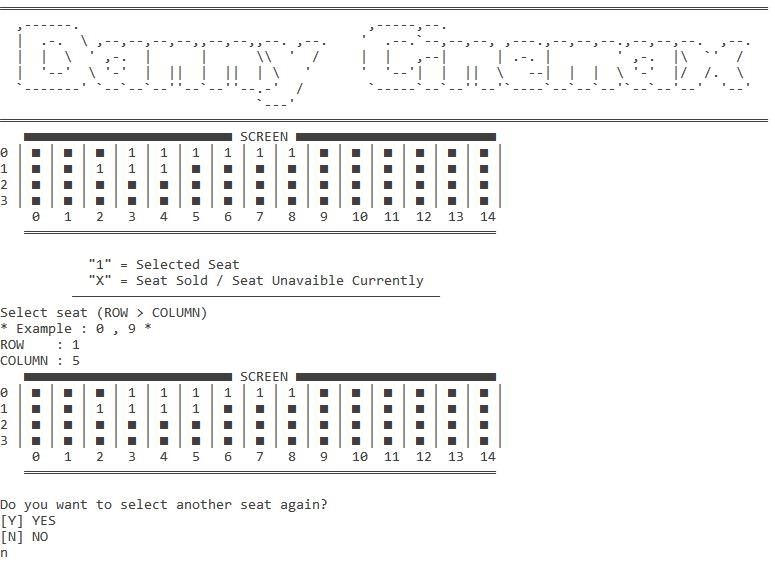 Danny Cinemax
SCREEN
0 | ■ | ■ | ■ | 1 | 1 | 1 | 1 | 1 | 1 | ■ | ■ | ■ | ■ | ■ | ■ |
1 | ■ | ■ | 1 | 1 | 1 | ■ | ■ | ■ | ■ | ■ | ■ | ■ | ■ | ■ | ■ |
2 | ■ | ■ | ■ | ■ | ■ | ■ | ■ | ■ | ■ | ■ | ■ | ■ | ■ | ■ | ■ |
3 | ■ | ■ | ■ | ■ | ■ | ■ | ■ | ■ | ■ | ■ | ■ | ■ | ■ | ■ | ■ |
0 1 2 3 4 5 6 7 8 9 10 11 12 13 14
"1" = Selected Seat
"X" = Seat Sold / Seat Unavaible Currently
Select seat (ROW > COLUMN)
* Example : 0 , 9 *
ROW    : 1
COLUMN : 5
SCREEN
0 | ■ | ■ | ■ | 1 | 1 | 1 | 1 | 1 | 1 | ■ | ■ | ■ | ■ | ■ | ■ |
1 | ■ | ■ | 1 | 1 | 1 | 1 | ■ | ■ | ■ | ■ | ■ | ■ | ■ | ■ | ■ |
2 | ■ | ■ | ■ | ■ | ■ | ■ | ■ | ■ | ■ | ■ | ■ | ■ | ■ | ■ | ■ |
3 | ■ | ■ | ■ | ■ | ■ | ■ | ■ | ■ | ■ | ■ | ■ | ■ | ■ | ■ | ■ |
0 1 2 3 4 5 6 7 8 9 10 11 12 13 14
Do you want to select another seat again?
[Y] YES
[N] NO
n